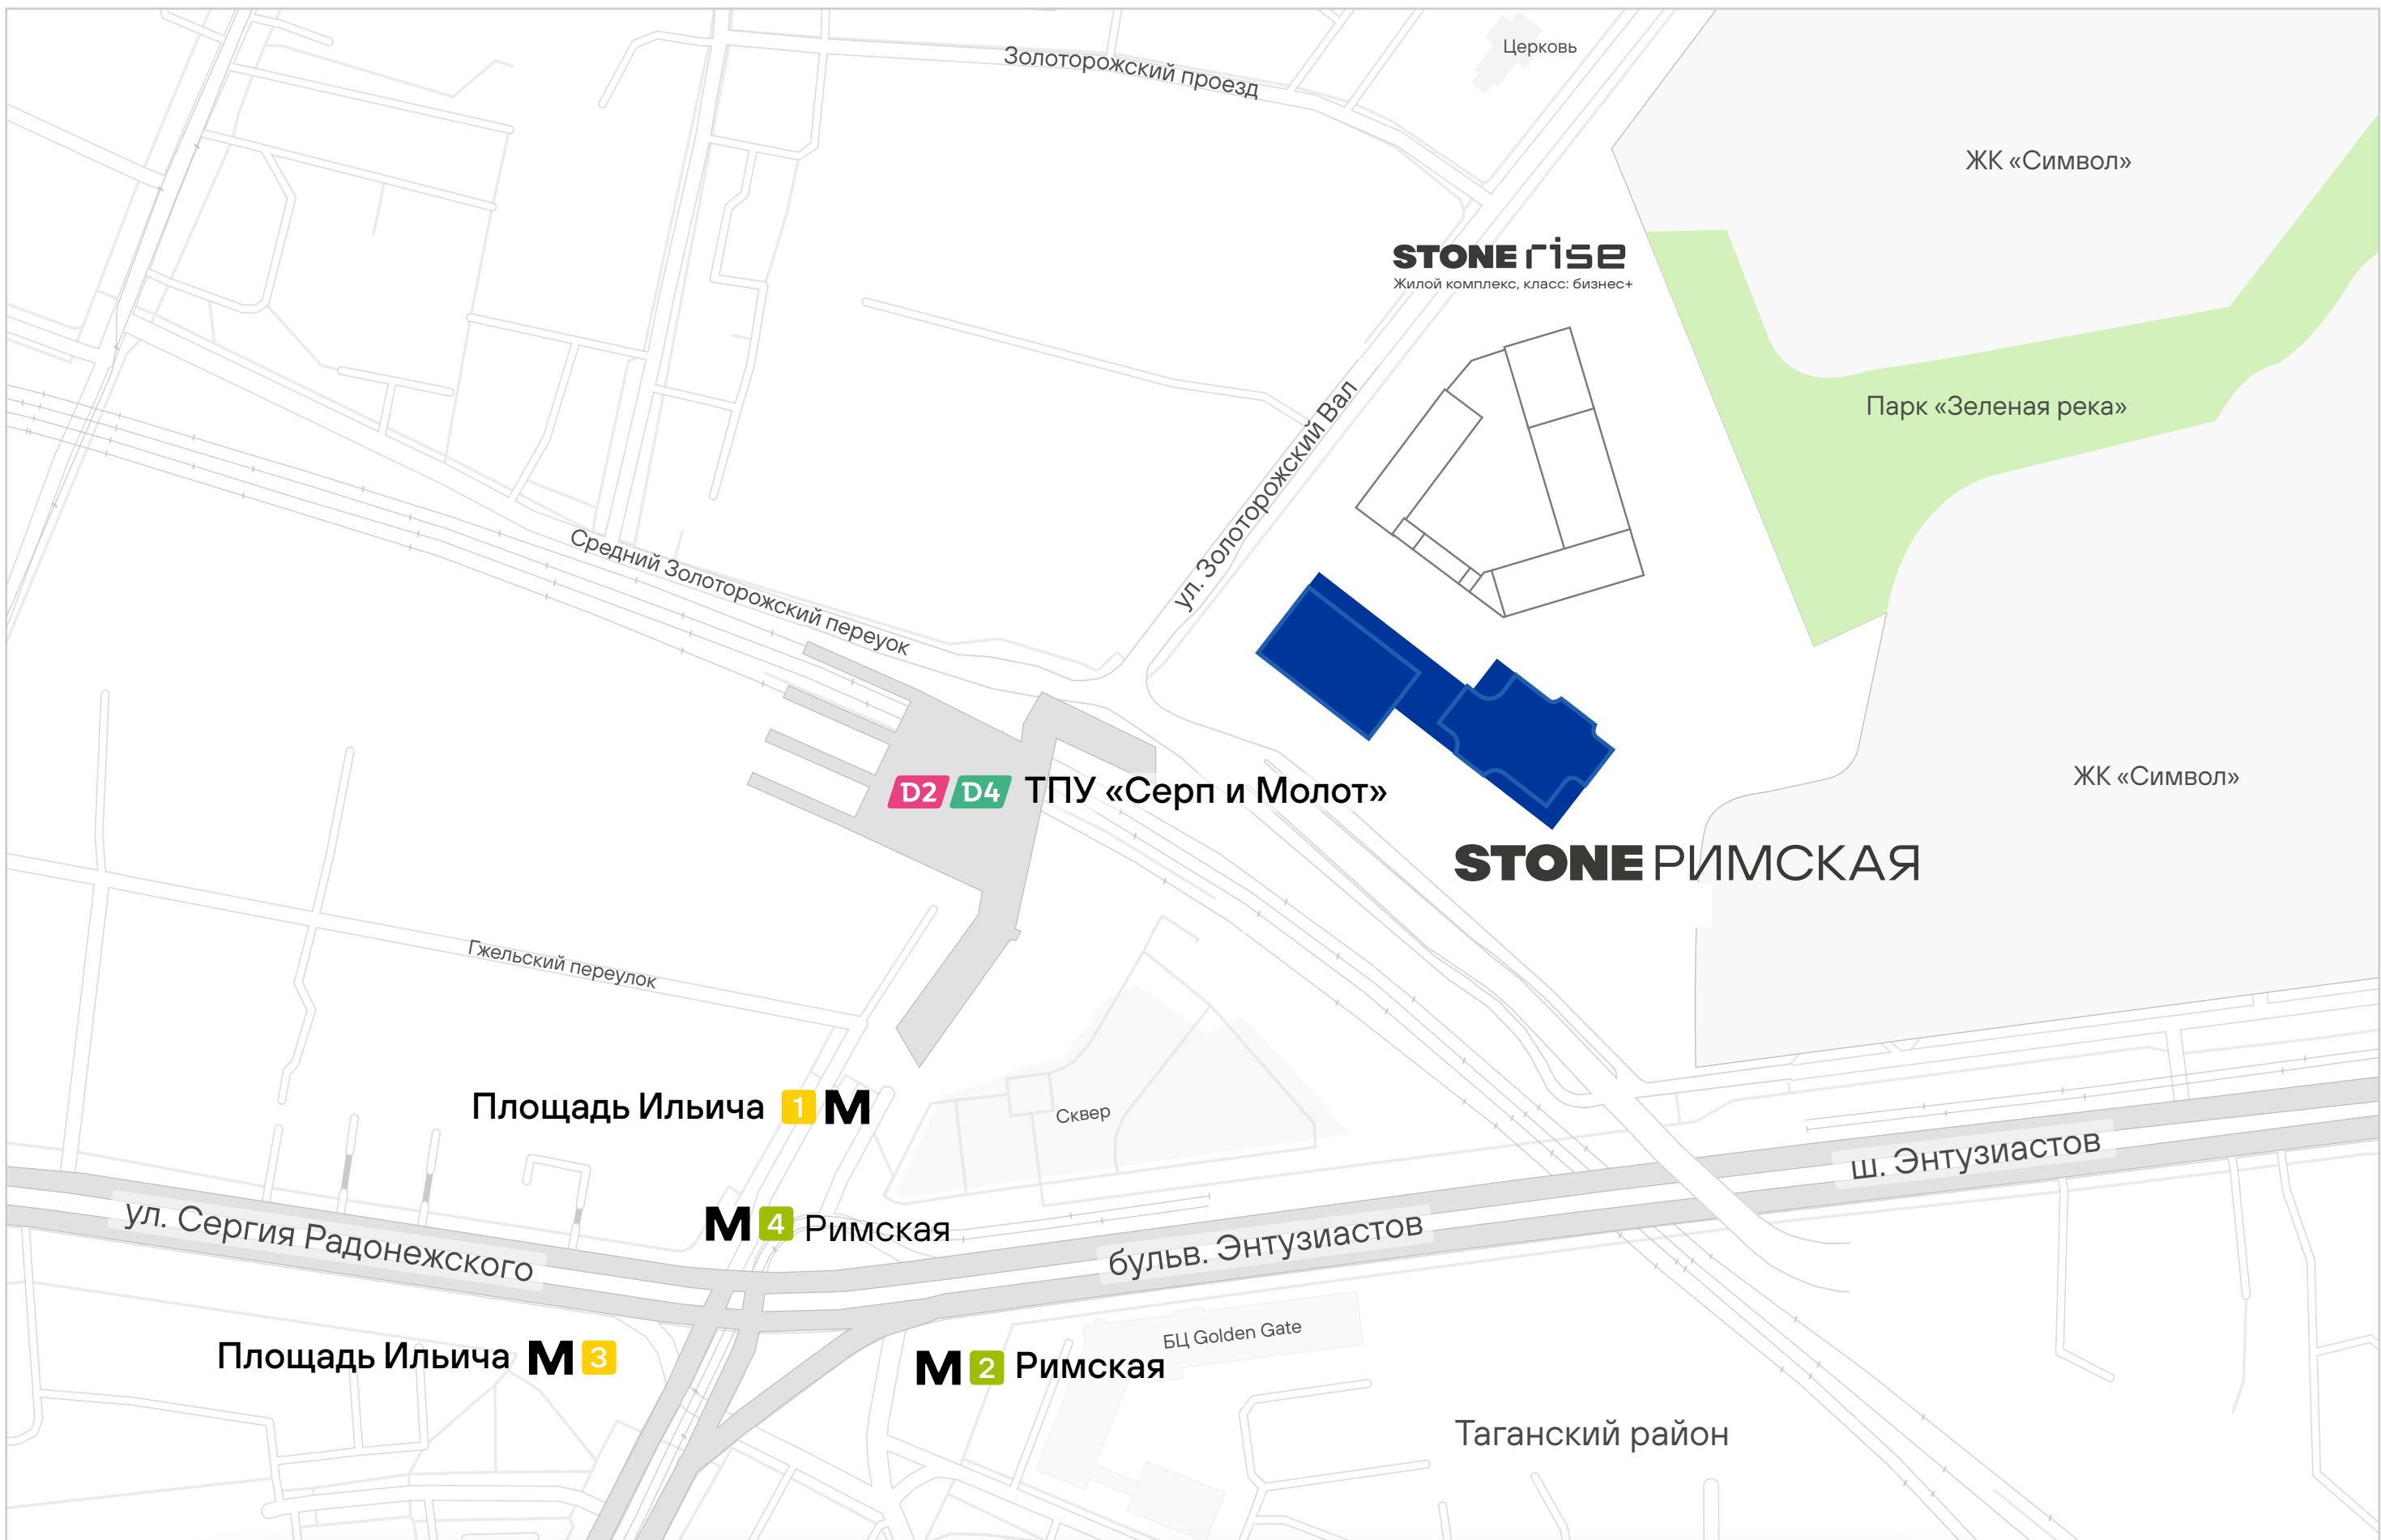 Церковь
Золоторожский проезд
ЖК «Символ»
STONE rise
Жилой комплекс, класс: бизнес+
Парк «Зеленая река»
ул. Золоторожский Вал
Средний Золоторожский переуок
ЖК «Символ»
D2 D4 ТПУ «Серп и Молот»
STONE РИМСКАЯ
Гжельский переулок
Площадь Ильича 1 М
Сквер
ш. Энтузиастов
М 4 Римская
ул. Сергия Радонежского
бульв. Энтузиастов
БЦ Golden Gate
Площадь Ильича М 3
М 2 Римская
Таганский район